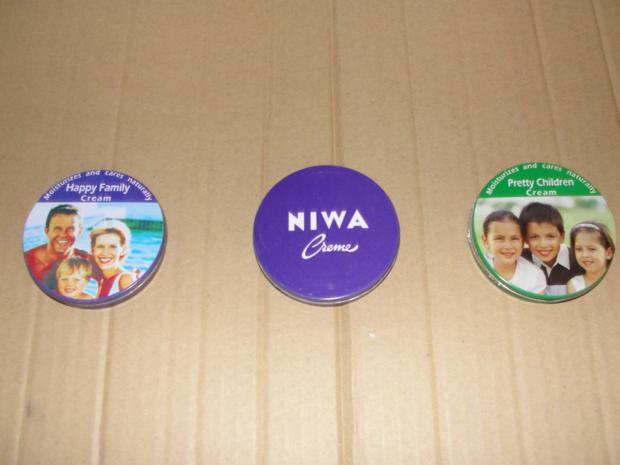 Pretty Children
Cream
Moisturizes and cares naturally
NIWA
Creme
Happy Family
Cream
Moisturizes and cares naturally